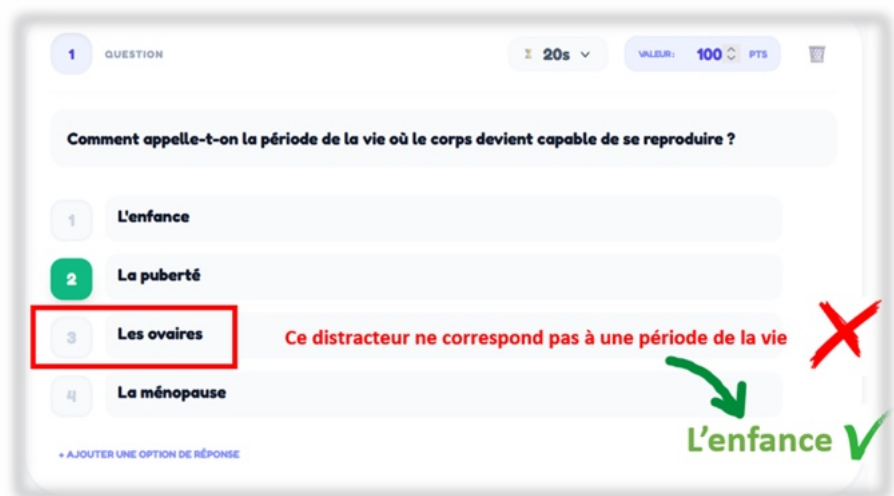 1 QUESTION 20s VALEUR: 100 PTS
Comment appelle-t-on la période de la vie où le corps devient capable de se reproduire ?
1 L'enfance
2 La puberté
3 Les ovaires Ce distracteur ne correspond pas à une période de la vie
4 La ménopause
L'enfance
+ AJOUTER UNE OPTION DE RÉPONSE